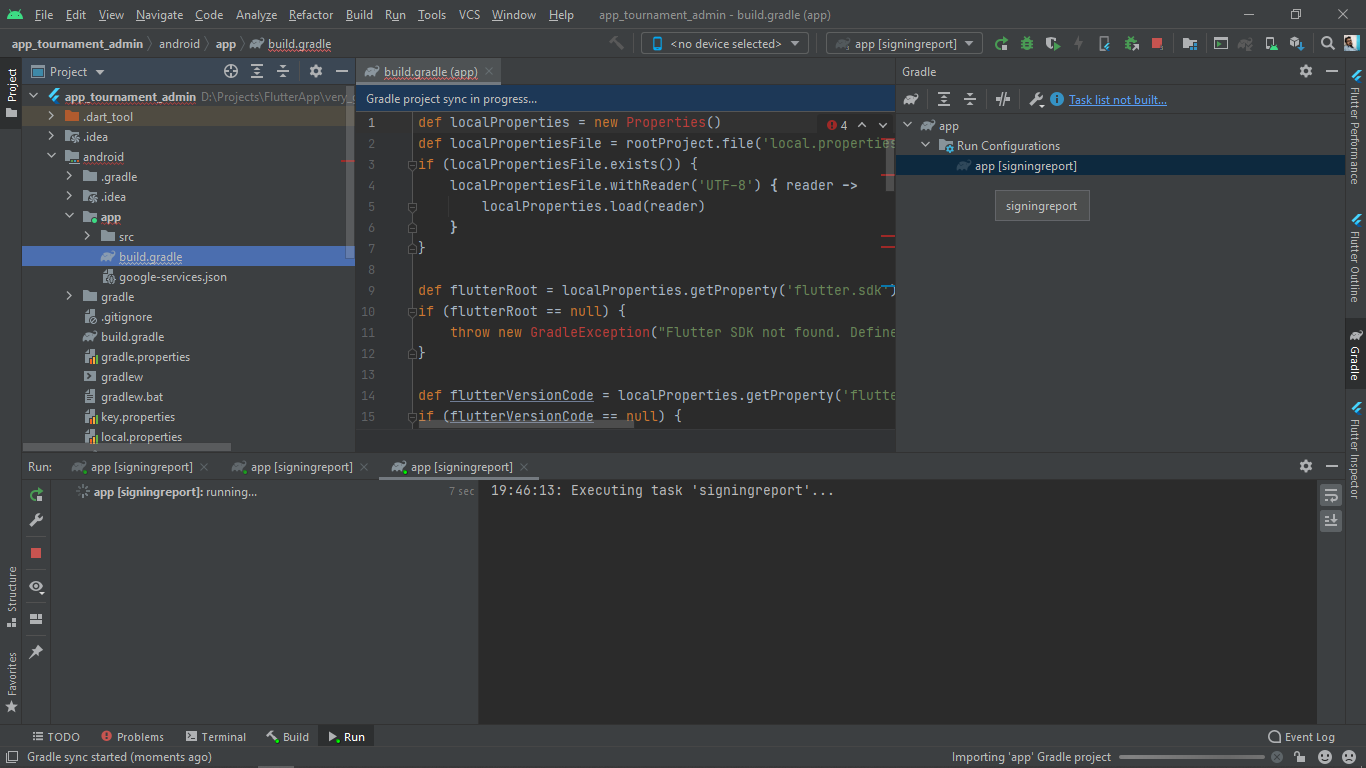 File Edit View Navigate Code Analyze Refactor Build Run Tools VCS Window Help app_tournament_admin - build.gradle (app)
app_tournament_admin android app build.gradle <no device selected> app [signingreport]
Project build.gradle (app) Gradle
app_tournament_admin D:\Projects\FlutterApp\very_
.dart_tool
.idea
android
.gradle
.idea
app
src
build.gradle
google-services.json
gradle
.gitignore
build.gradle
gradle.properties
gradlew
gradlew.bat
key.properties
local.properties
Gradle project sync in progress...
4
1 def localProperties = new Properties()
2 def localPropertiesFile = rootProject.file('local.properties
3 if (localPropertiesFile.exists()) {
4 localPropertiesFile.withReader('UTF-8') { reader ->
5 localProperties.load(reader)
6 }
7 }
8
9 def flutterRoot = localProperties.getProperty('flutter.sdk')
10 if (flutterRoot == null) {
11 throw new GradleException("Flutter SDK not found. Define
12 }
13
14 def flutterVersionCode = localProperties.getProperty('flutte
15 if (flutterVersionCode == null) {
Task list not built...
app
Run Configurations
app [signingreport]
signingreport
Project
Structure
Favorites
Flutter Performance
Flutter Outline
Gradle
Flutter Inspector
Run: app [signingreport] app [signingreport] app [signingreport]
app [signingreport]: running... 7 sec
19:46:13: Executing task 'signingreport'...
TODO Problems Terminal Build Run Event Log
Gradle sync started (moments ago) Importing 'app' Gradle project